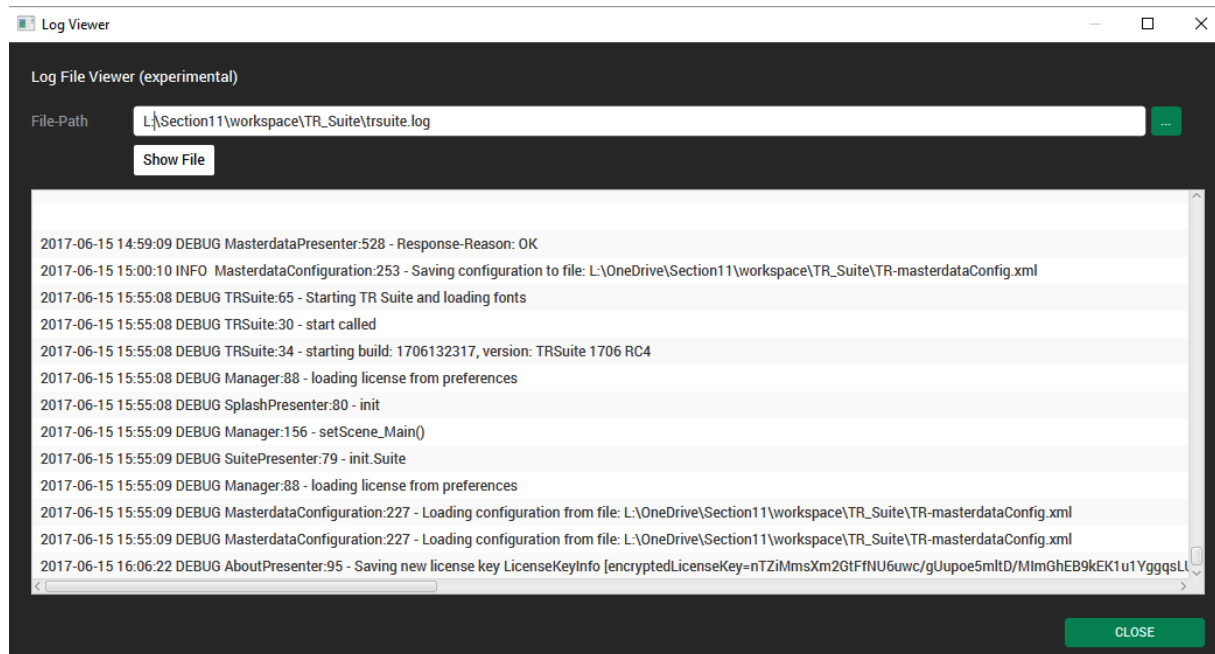 Log Viewer
Log File Viewer (experimental)
File-Path
L:\Section11\workspace\TR_Suite\trsuite.log
...
Show File
2017-06-15 14:59:09 DEBUG MasterdataPresenter:528 - Response-Reason: OK
2017-06-15 15:00:10 INFO  MasterdataConfiguration:253 - Saving configuration to file: L:\OneDrive\Section11\workspace\TR_Suite\TR-masterdataConfig.xml
2017-06-15 15:55:08 DEBUG TRSuite:65 - Starting TR Suite and loading fonts
2017-06-15 15:55:08 DEBUG TRSuite:30 - start called
2017-06-15 15:55:08 DEBUG TRSuite:34 - starting build: 1706132317, version: TRSuite 1706 RC4
2017-06-15 15:55:08 DEBUG Manager:88 - loading license from preferences
2017-06-15 15:55:08 DEBUG SplashPresenter:80 - init
2017-06-15 15:55:09 DEBUG Manager:156 - setScene_Main()
2017-06-15 15:55:09 DEBUG SuitePresenter:79 - init.Suite
2017-06-15 15:55:09 DEBUG Manager:88 - loading license from preferences
2017-06-15 15:55:09 DEBUG MasterdataConfiguration:227 - Loading configuration from file: L:\OneDrive\Section11\workspace\TR_Suite\TR-masterdataConfig.xml
2017-06-15 15:55:09 DEBUG MasterdataConfiguration:227 - Loading configuration from file: L:\OneDrive\Section11\workspace\TR_Suite\TR-masterdataConfig.xml
2017-06-15 16:06:22 DEBUG AboutPresenter:95 - Saving new license key LicenseKeyInfo [encryptedLicenseKey=
CLOSE